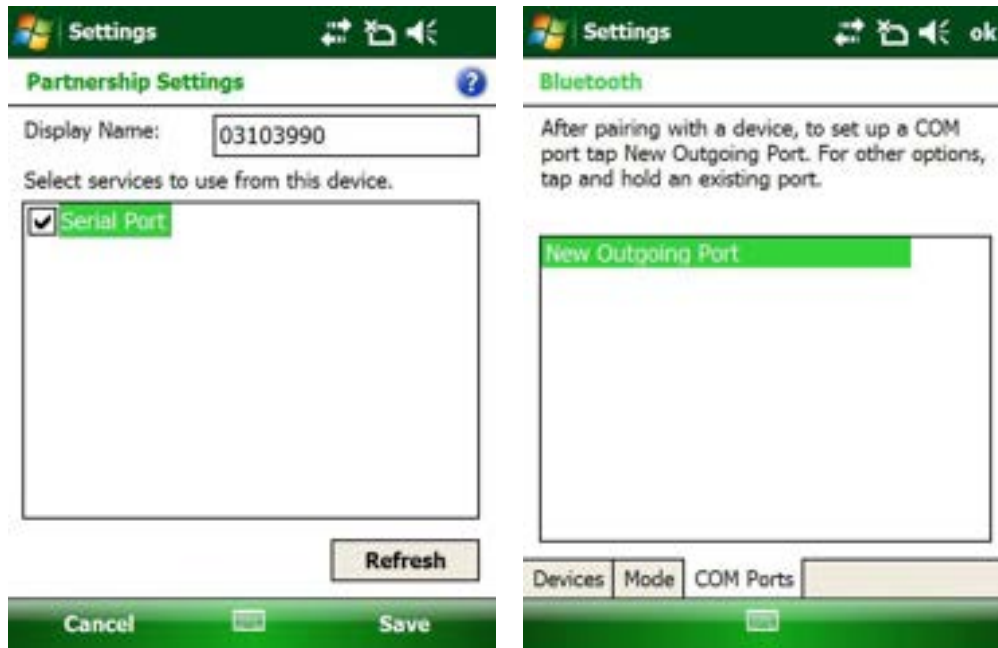 Settings
Partnership Settings
?
Display Name: 03103990
Select services to use from this device.
Serial Port
Refresh
Cancel Save
Settings ok
Bluetooth
After pairing with a device, to set up a COM
port tap New Outgoing Port. For other options,
tap and hold an existing port.
New Outgoing Port
Devices Mode COM Ports